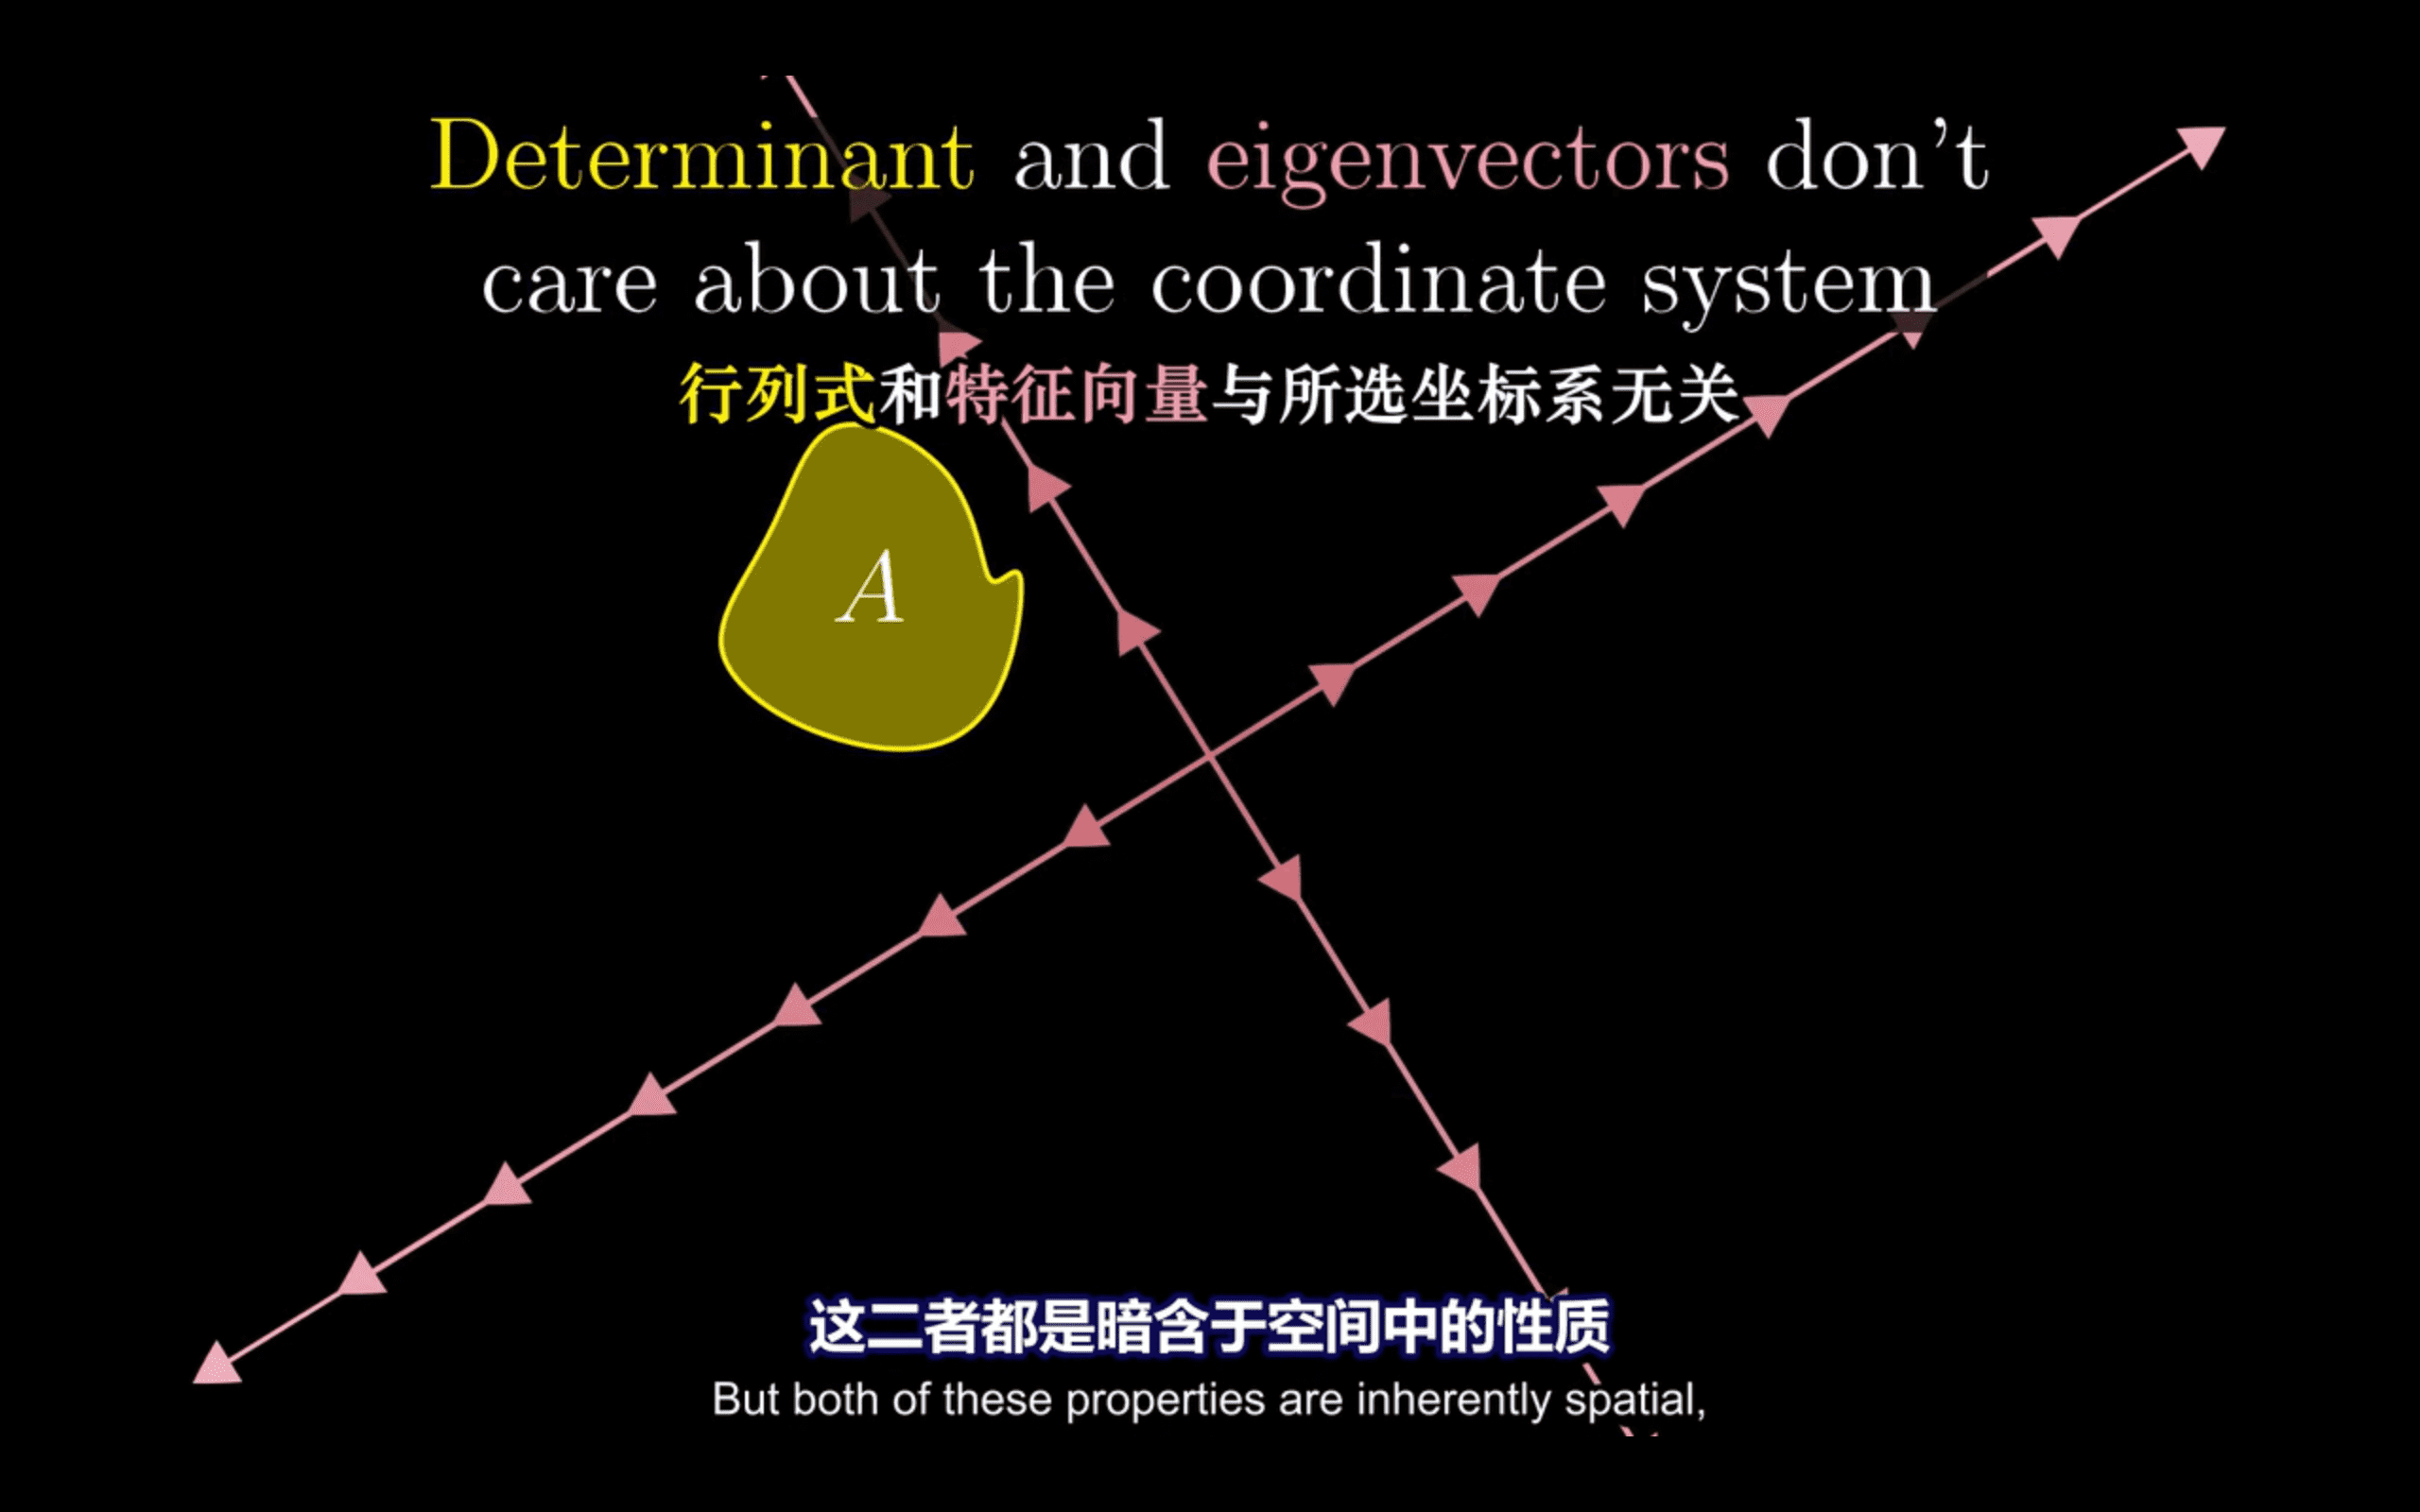 Determinant and eigenvectors don't
care about the coordinate system
行列式和特征向量与所选坐标系无关
A
这二者都是暗含于空间中的性质
But both of these properties are inherently spatial,